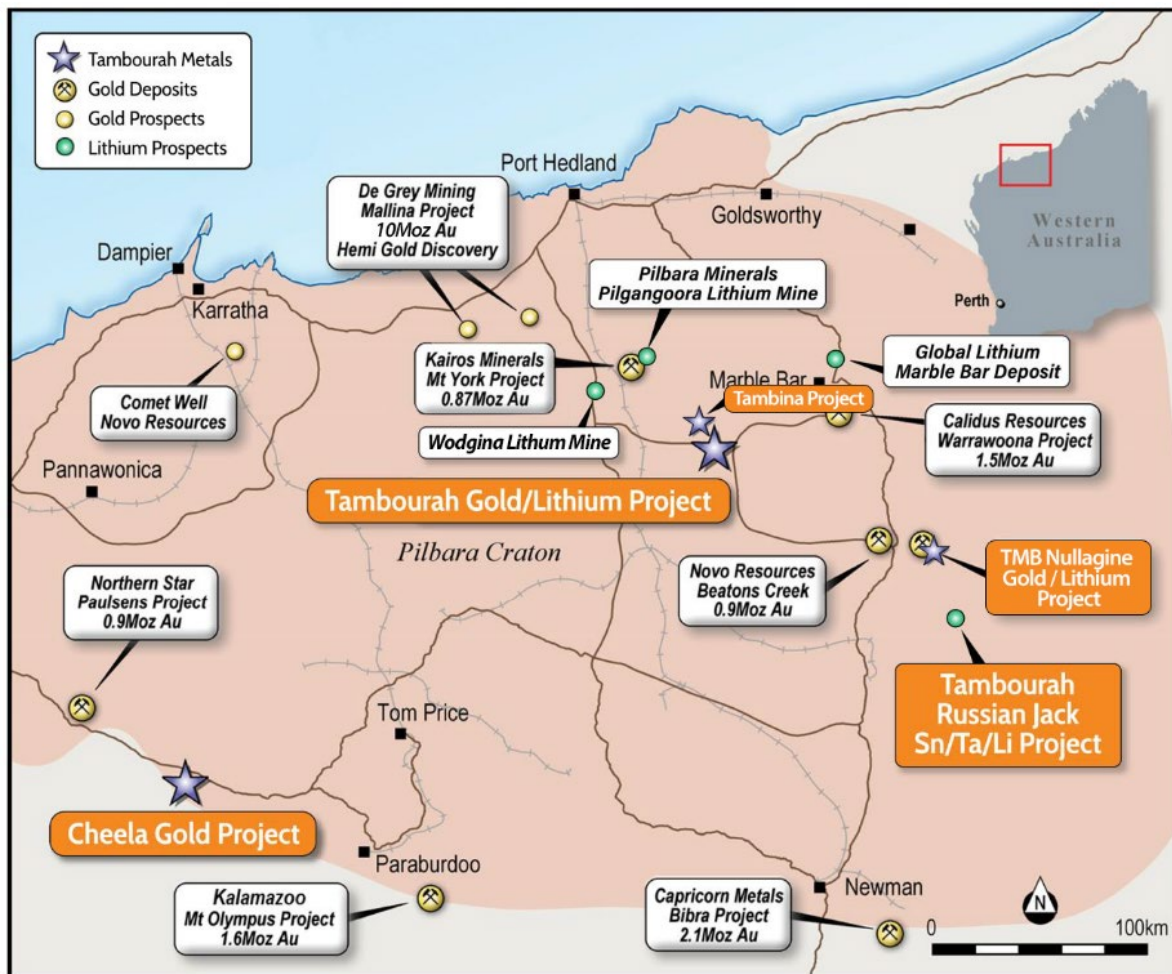 Tambourah Metals
Gold Deposits
Gold Prospects
Lithium Prospects
Port Hedland
De Grey Mining
Mallina Project
10Moz Au
Hemi Gold Discovery
Goldsworthy
Western
Australia
Perth
Dampier
Karratha
Pilbara Minerals
Pilgangoora Lithium Mine
Comet Well
Novo Resources
Kairos Minerals
Mt York Project
0.87Moz Au
Marble Bar
Global Lithium
Marble Bar Deposit
Tambina Project
Wodgina Lithum Mine
Calidus Resources
Warrawoona Project
1.5Moz Au
Pannawonica
Tambourah Gold/Lithium Project
Pilbara Craton
Northern Star
Paulsens Project
0.9Moz Au
Novo Resources
Beatons Creek
0.9Moz Au
TMB Nullagine
Gold / Lithium
Project
Tambourah
Russian Jack
Sn/Ta/Li Project
Tom Price
Cheela Gold Project
Paraburdoo
Kalamazoo
Mt Olympus Project
1.6Moz Au
Capricorn Metals
Bibra Project
2.1Moz Au
Newman
N
0 100km